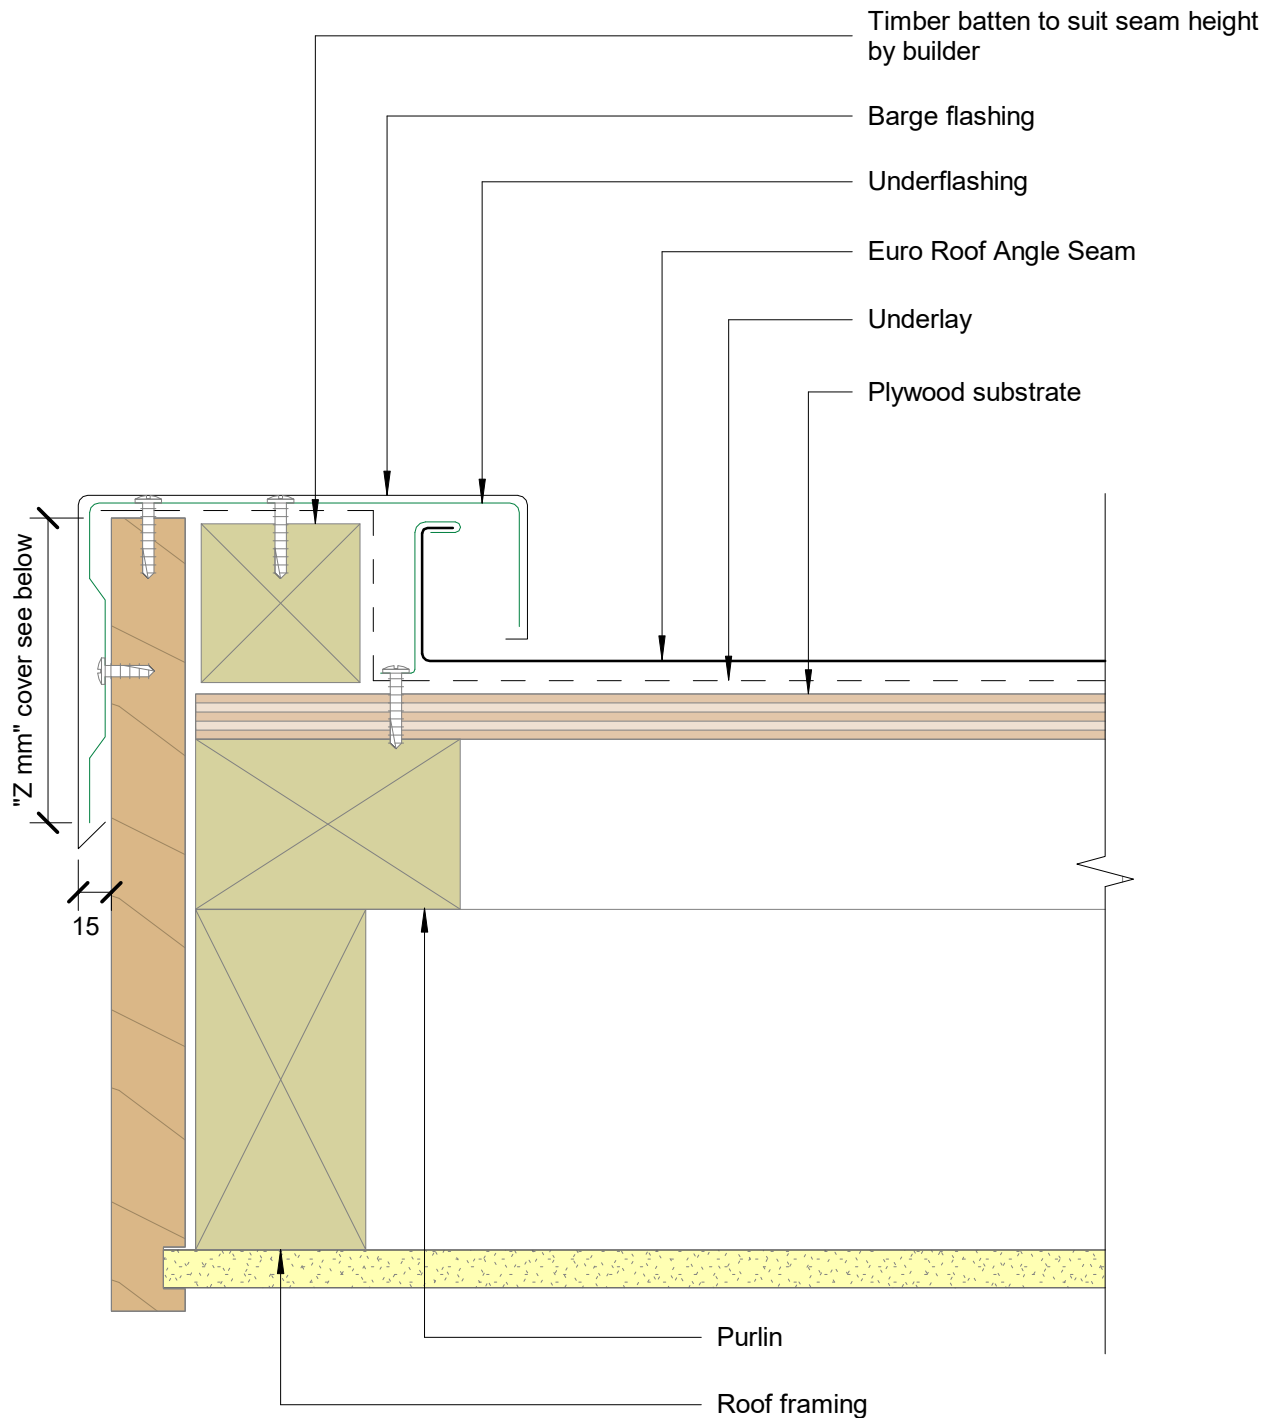 Timber batten to suit seam height
by builder
Barge flashing
Underflashing
Euro Roof Angle Seam
Underlay
Plywood substrate
"Z mm" cover see below
15
Purlin
Roof framing